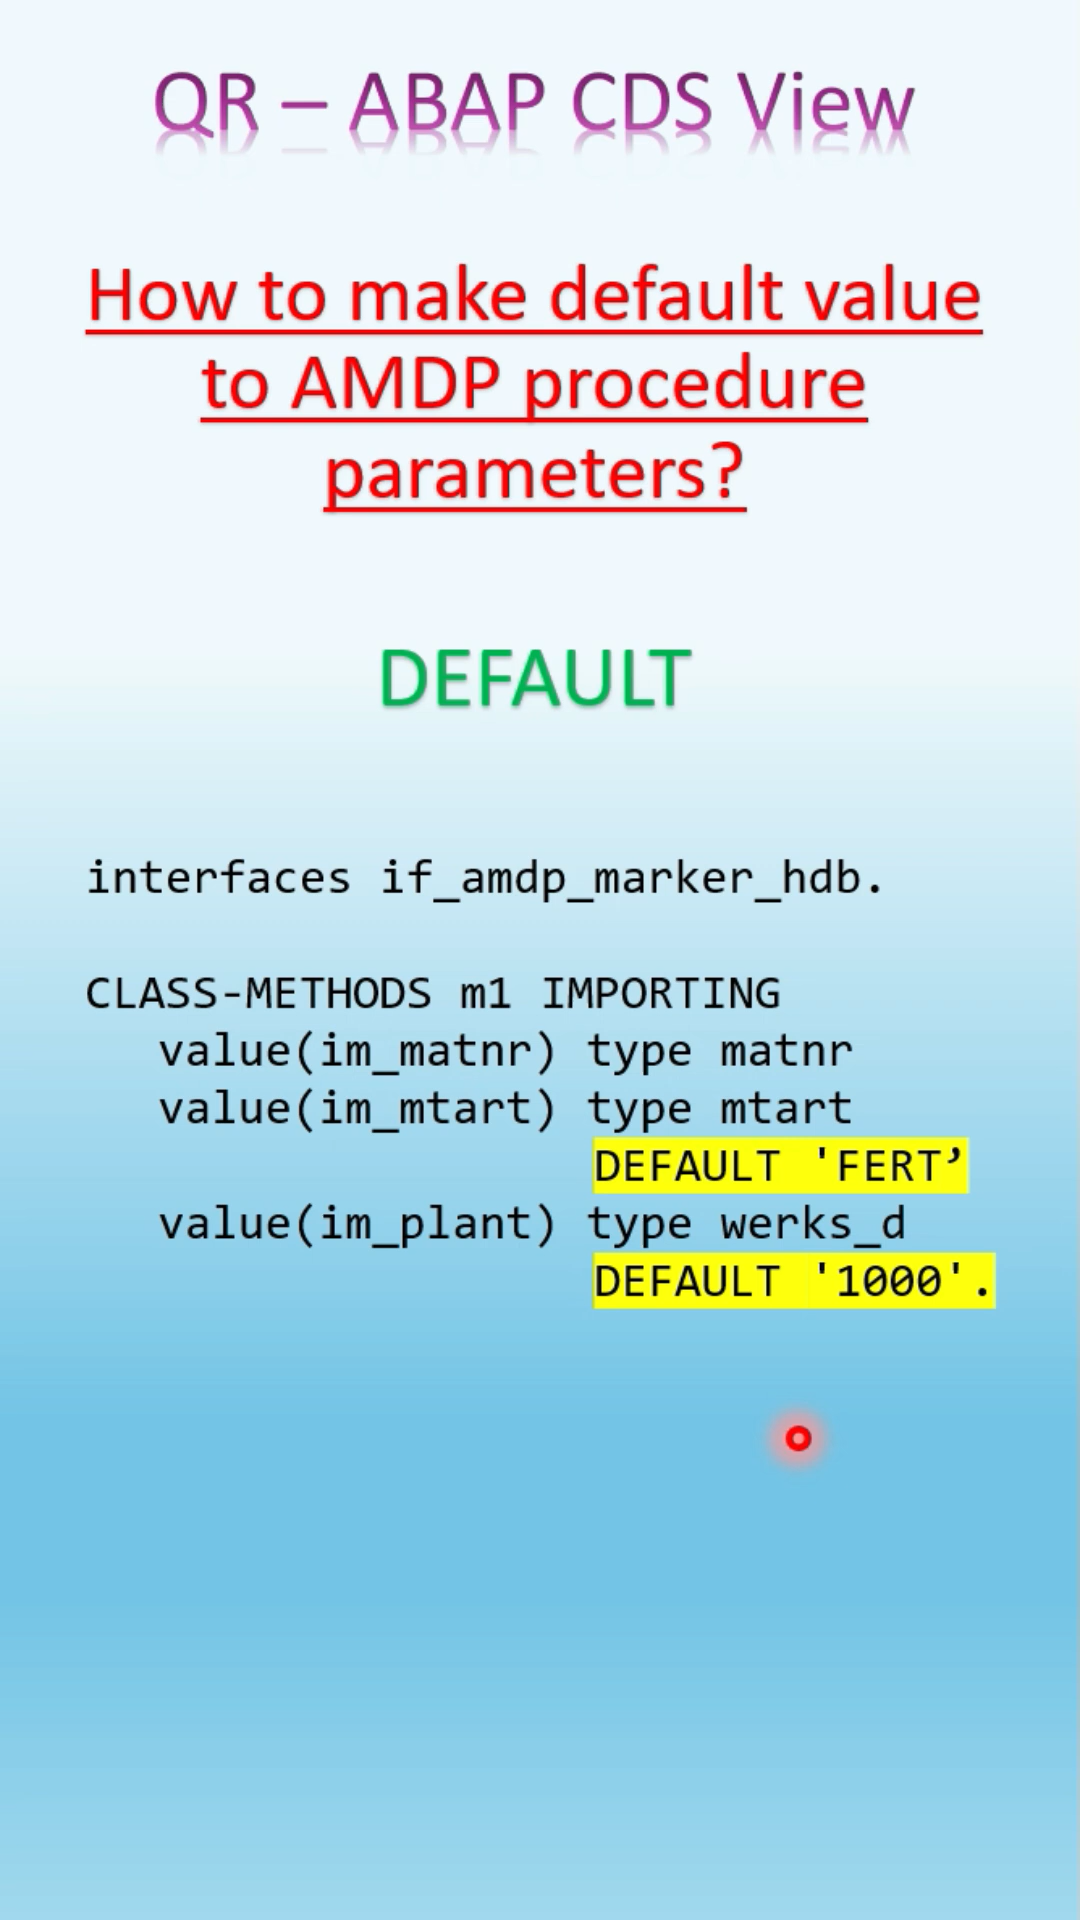 QR – ABAP CDS View
How to make default value
to AMDP procedure
parameters?
DEFAULT
interfaces if_amdp_marker_hdb.
CLASS-METHODS m1 IMPORTING
value(im_matnr) type matnr
value(im_mtart) type mtart
DEFAULT 'FERT’
value(im_plant) type werks_d
DEFAULT '1000'.